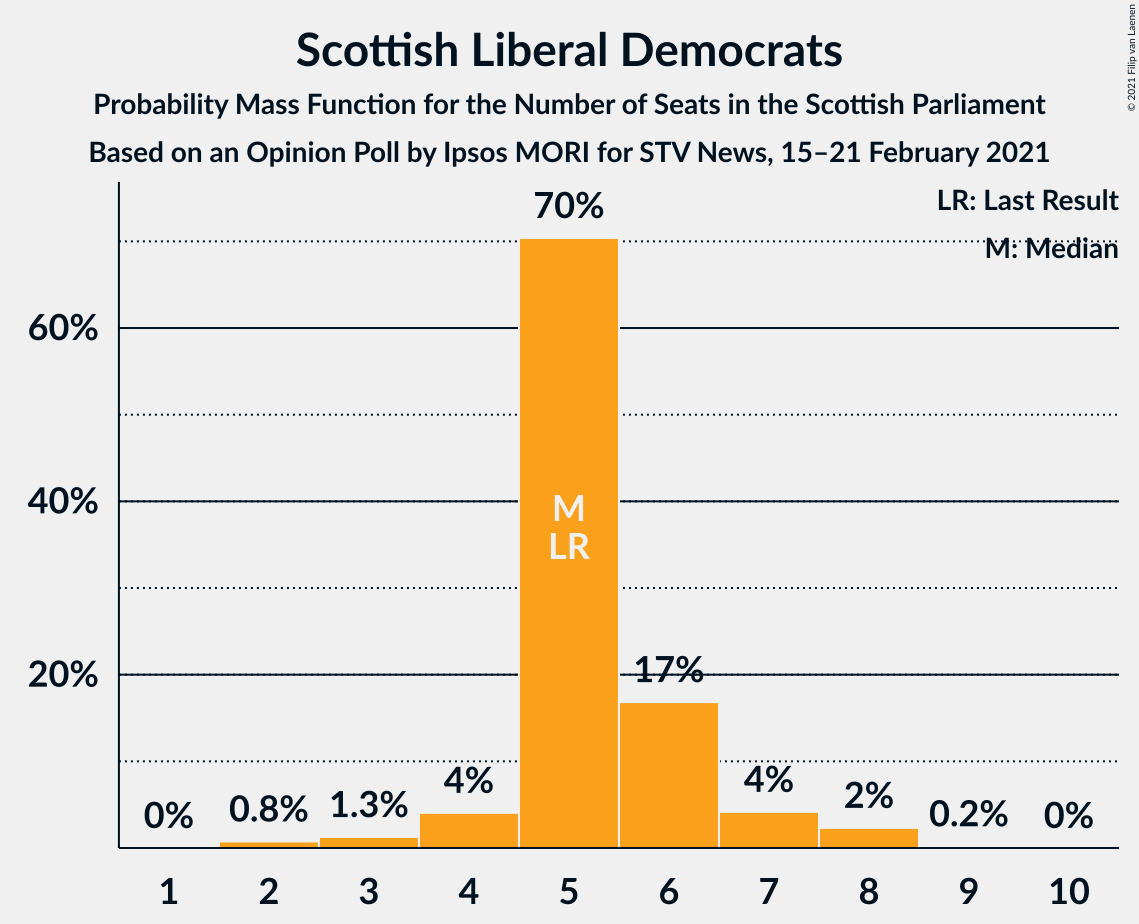 Scottish Liberal Democrats
Probability Mass Function for the Number of Seats in the Scottish Parliament
Based on an Opinion Poll by Ipsos MORI for STV News, 15–21 February 2021
© 2021 Filip van Laenen
LR: Last Result
M: Median
60%
40%
20%
0%
0.8%
1.3%
4%
70%
M
LR
17%
4%
2%
0.2%
0%
1 2 3 4 5 6 7 8 9 10